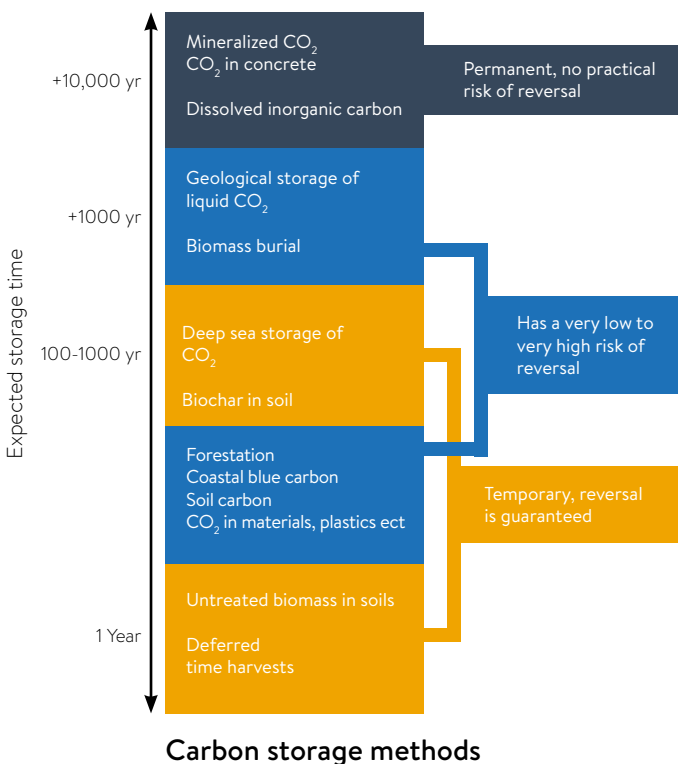 +10,000 yr
Mineralized CO₂
CO₂ in concrete
Dissolved inorganic carbon
Permanent, no practical
risk of reversal
+1000 yr
Geological storage of
liquid CO₂
Biomass burial
Expected storage time
100-1000 yr
Deep sea storage of
CO₂
Biochar in soil
Has a very low to
very high risk of
reversal
Forestation
Coastal blue carbon
Soil carbon
CO₂ in materials, plastics ect
Temporary, reversal
is guaranteed
1 Year
Untreated biomass in soils
Deferred
time harvests
Carbon storage methods